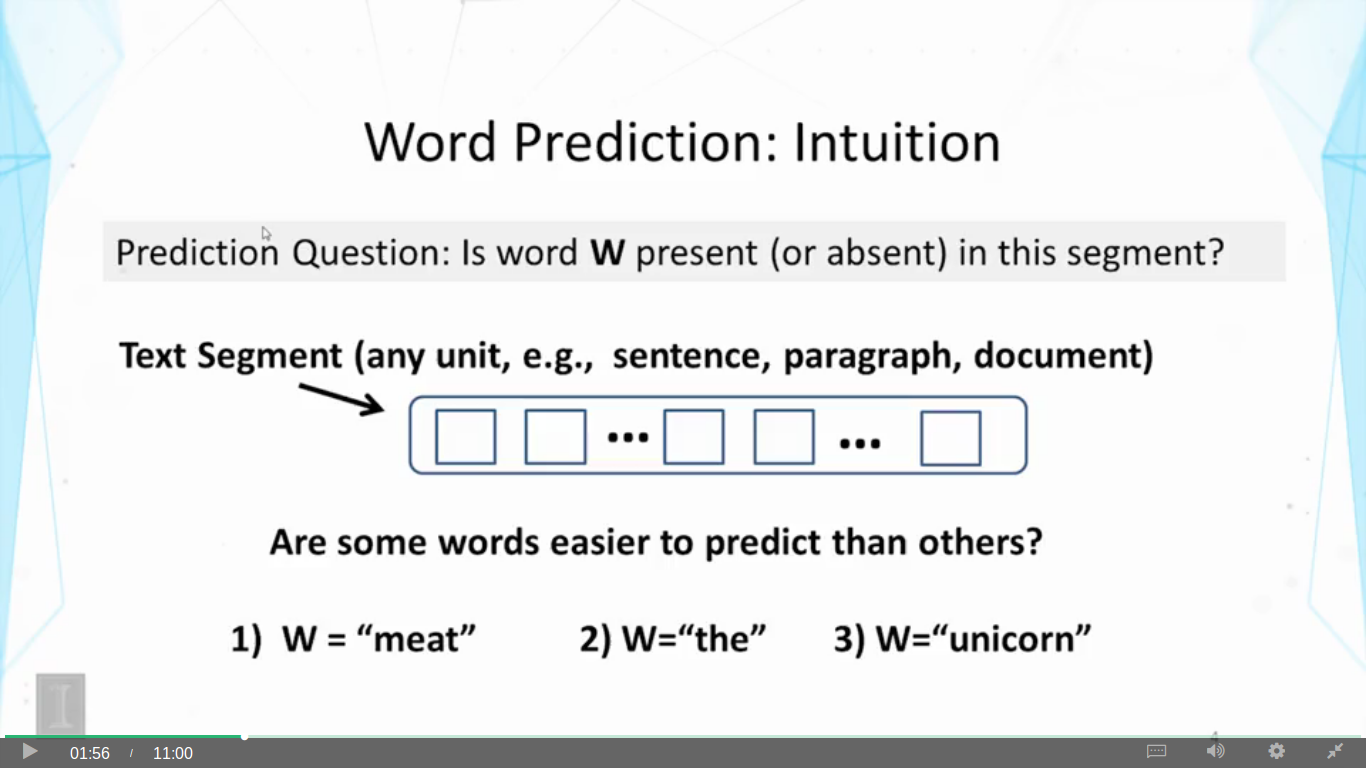 Word Prediction: Intuition
Prediction Question: Is word W present (or absent) in this segment?
Text Segment (any unit, e.g., sentence, paragraph, document)
... ...
Are some words easier to predict than others?
1) W = “meat” 2) W=“the” 3) W=“unicorn”
I
4
01:56 / 11:00